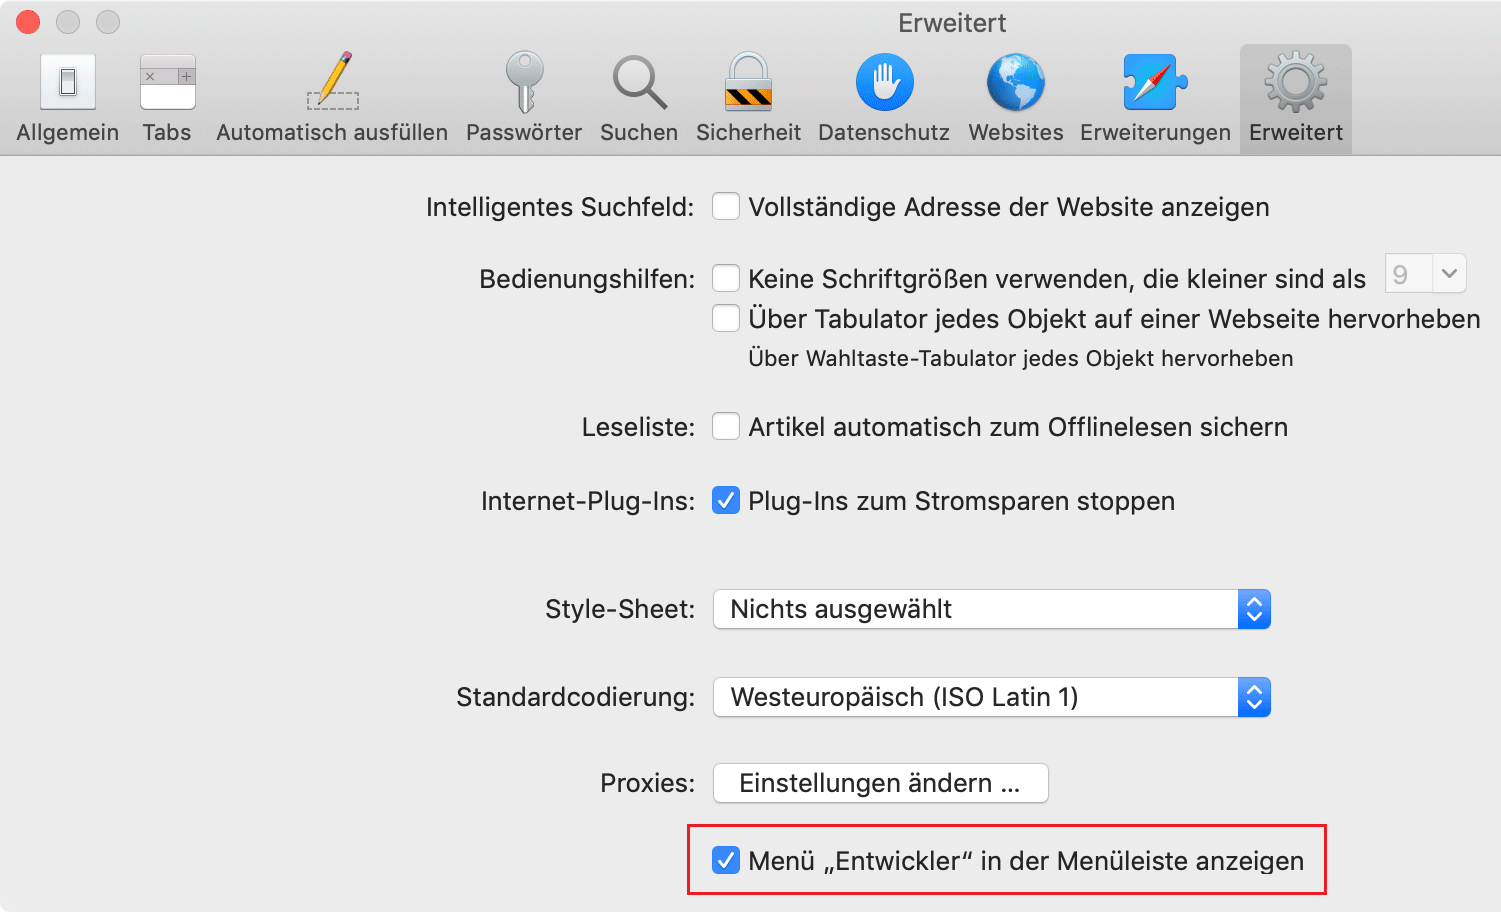 Erweitert
Allgemein Tabs Automatisch ausfüllen Passwörter Suchen Sicherheit Datenschutz Websites Erweiterungen Erweitert
Intelligentes Suchfeld: Vollständige Adresse der Website anzeigen
Bedienungshilfen: Keine Schriftgrößen verwenden, die kleiner sind als 9
Über Tabulator jedes Objekt auf einer Webseite hervorheben
Über Wahltaste-Tabulator jedes Objekt hervorheben
Leseliste: Artikel automatisch zum Offlinelesen sichern
Internet-Plug-Ins: Plug-Ins zum Stromsparen stoppen
Style-Sheet: Nichts ausgewählt
Standardcodierung: Westeuropäisch (ISO Latin 1)
Proxies: Einstellungen ändern ...
Menü „Entwickler“ in der Menüleiste anzeigen